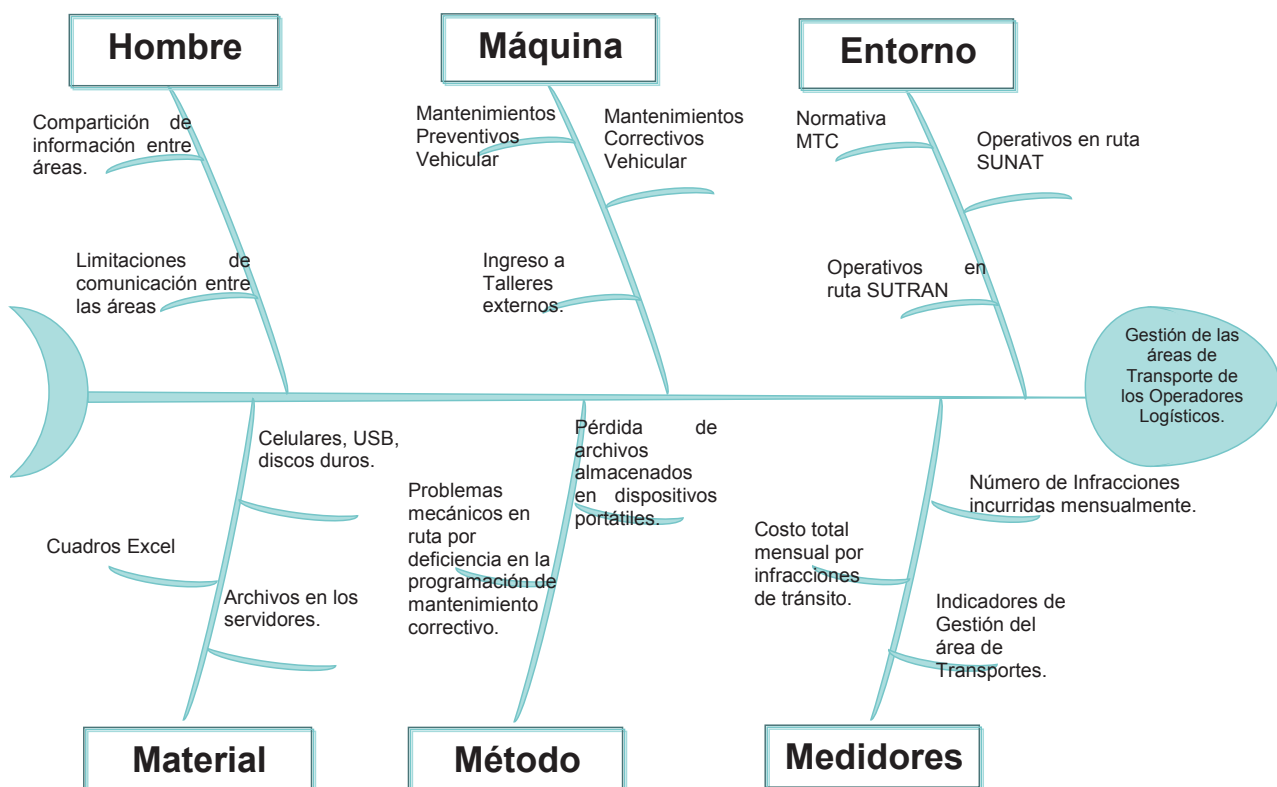 Hombre
Máquina
Entorno
Compartición de
información entre
áreas.
Limitaciones de
comunicación entre
las áreas
Mantenimientos
Preventivos
Vehicular
Mantenimientos
Correctivos
Vehicular
Ingreso a
Talleres
externos.
Normativa
MTC
Operativos en ruta
SUNAT
Operativos en
ruta SUTRAN
Gestión de las
áreas de
Transporte de
los Operadores
Logísticos.
Celulares, USB,
discos duros.
Cuadros Excel
Archivos en los
servidores.
Pérdida de
archivos
almacenados
en dispositivos
portátiles.
Problemas
mecánicos en
ruta por
deficiencia en la
programación de
mantenimiento
correctivo.
Número de Infracciones
incurridas mensualmente.
Costo total
mensual por
infracciones
de tránsito.
Indicadores de
Gestión del
área de
Transportes.
Material
Método
Medidores